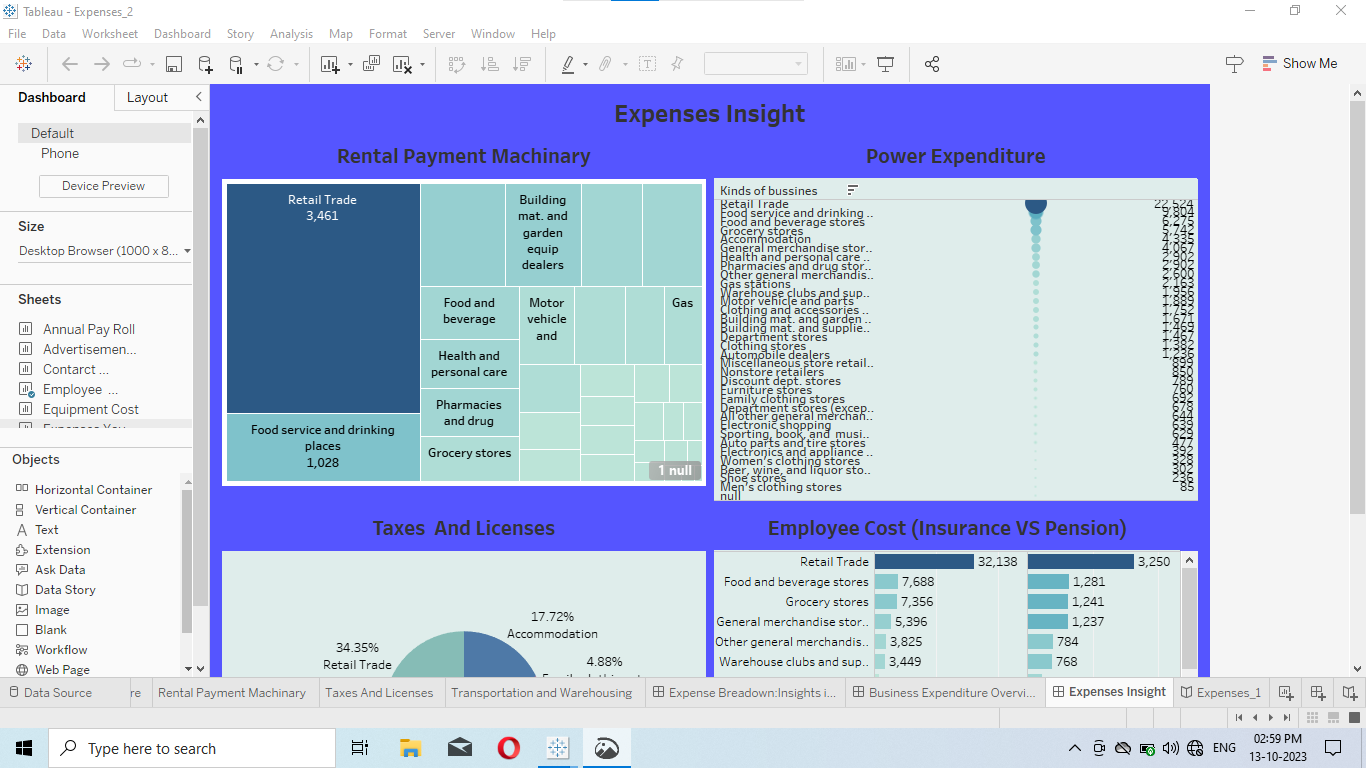 Tableau - Expenses_2
File Data Worksheet Dashboard Story Analysis Map Format Server Window Help
Show Me
Dashboard Layout
Default
Phone
Device Preview
Size
Desktop Browser (1000 x 8...
Sheets
Annual Pay Roll
Advertisemen...
Contarct ...
Employee ...
Equipment Cost
Objects
Horizontal Container
Vertical Container
Text
Extension
Ask Data
Data Story
Image
Blank
Workflow
Web Page
Expenses Insight
Rental Payment Machinary
Retail Trade
3,461
Building
mat. and
garden
equip
dealers
Food and
beverage
Motor
vehicle
and
Gas
Health and
personal care
Pharmacies
and drug
Grocery stores
Food service and drinking
places
1,028
1 null
Power Expenditure
Kinds of bussines
Retail Trade 22,524
Food service and drinking .. 9,804
Food and beverage stores 6,275
Grocery stores 5,742
Accommodation 4,335
General merchandise stor.. 4,067
Health and personal care .. 2,902
Pharmacies and drug stor.. 2,902
Other general merchandis.. 2,600
Gas stations 2,163
Warehouse clubs and sup.. 1,956
Motor vehicle and parts 1,889
Clothing and accessories .. 1,752
Building mat. and garden .. 1,671
Building mat. and supplie.. 1,469
Department stores 1,467
Clothing stores 1,382
Automobile dealers 1,236
Miscellaneous store retail.. 899
Nonstore retailers 850
Discount dept. stores 789
Furniture stores 760
Family clothing stores 692
Department stores (excep.. 678
All other general merchan.. 644
Electronic shopping 639
Sporting, book, and musi.. 629
Auto parts and tire stores 477
Electronics and appliance .. 392
Women's clothing stores 328
Beer, wine, and liquor sto.. 302
Shoe stores 236
Men's clothing stores 85
null
Taxes And Licenses
17.72%
Accommodation
34.35%
Retail Trade
4.88%
Employee Cost (Insurance VS Pension)
Retail Trade 32,138 3,250
Food and beverage stores 7,688 1,281
Grocery stores 7,356 1,241
General merchandise stor.. 5,396 1,237
Other general merchandis.. 3,825 784
Warehouse clubs and sup.. 3,449 768
Data Source re Rental Payment Machinary Taxes And Licenses Transportation and Warehousing Expense Breadown:Insights i... Business Expenditure Overvi... Expenses Insight Expenses_1
Type here to search
ENG
02:59 PM
13-10-2023